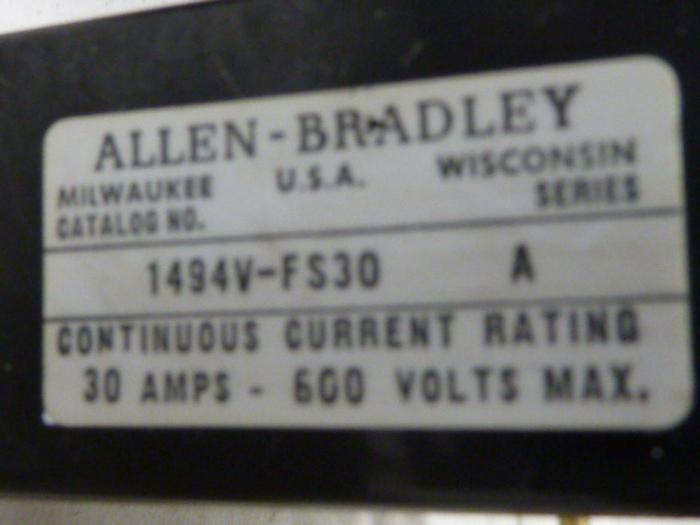 ALLEN-BRADLEY
MILWAUKEE U.S.A. WISCONSIN
CATALOG NO. SERIES
1494V-FS30 A
CONTINUOUS CURRENT RATING
30 AMPS - 600 VOLTS MAX.